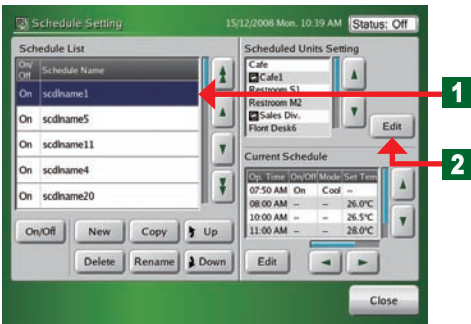 Schedule Setting 15/12/2008 Mon. 10:39 AM Status: Off
Schedule List
On/Off Schedule Name
On scdlname1
On scdlname5
On scdlname11
On scdlname4
On scdlname20
On/Off New Copy Up
Delete Rename Down
Scheduled Units Setting
Cafe
Cafe1
Restroom S1
Restroom M2
Sales Div.
Flont Desk6
Edit
Current Schedule
Op. Time On/Off Mode Set Tem
07:50 AM On Cool –
08:00 AM – – 26.0°C
10:00 AM – – 26.5°C
11:00 AM – – 28.0°C
Edit
Close
1
2